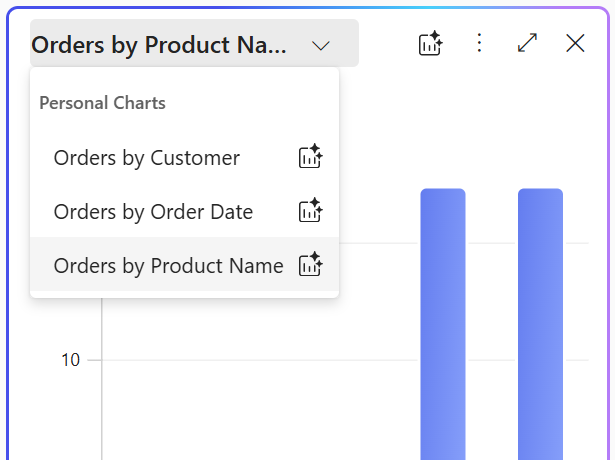 Orders by Product Na...
Personal Charts
Orders by Customer
Orders by Order Date
Orders by Product Name
10